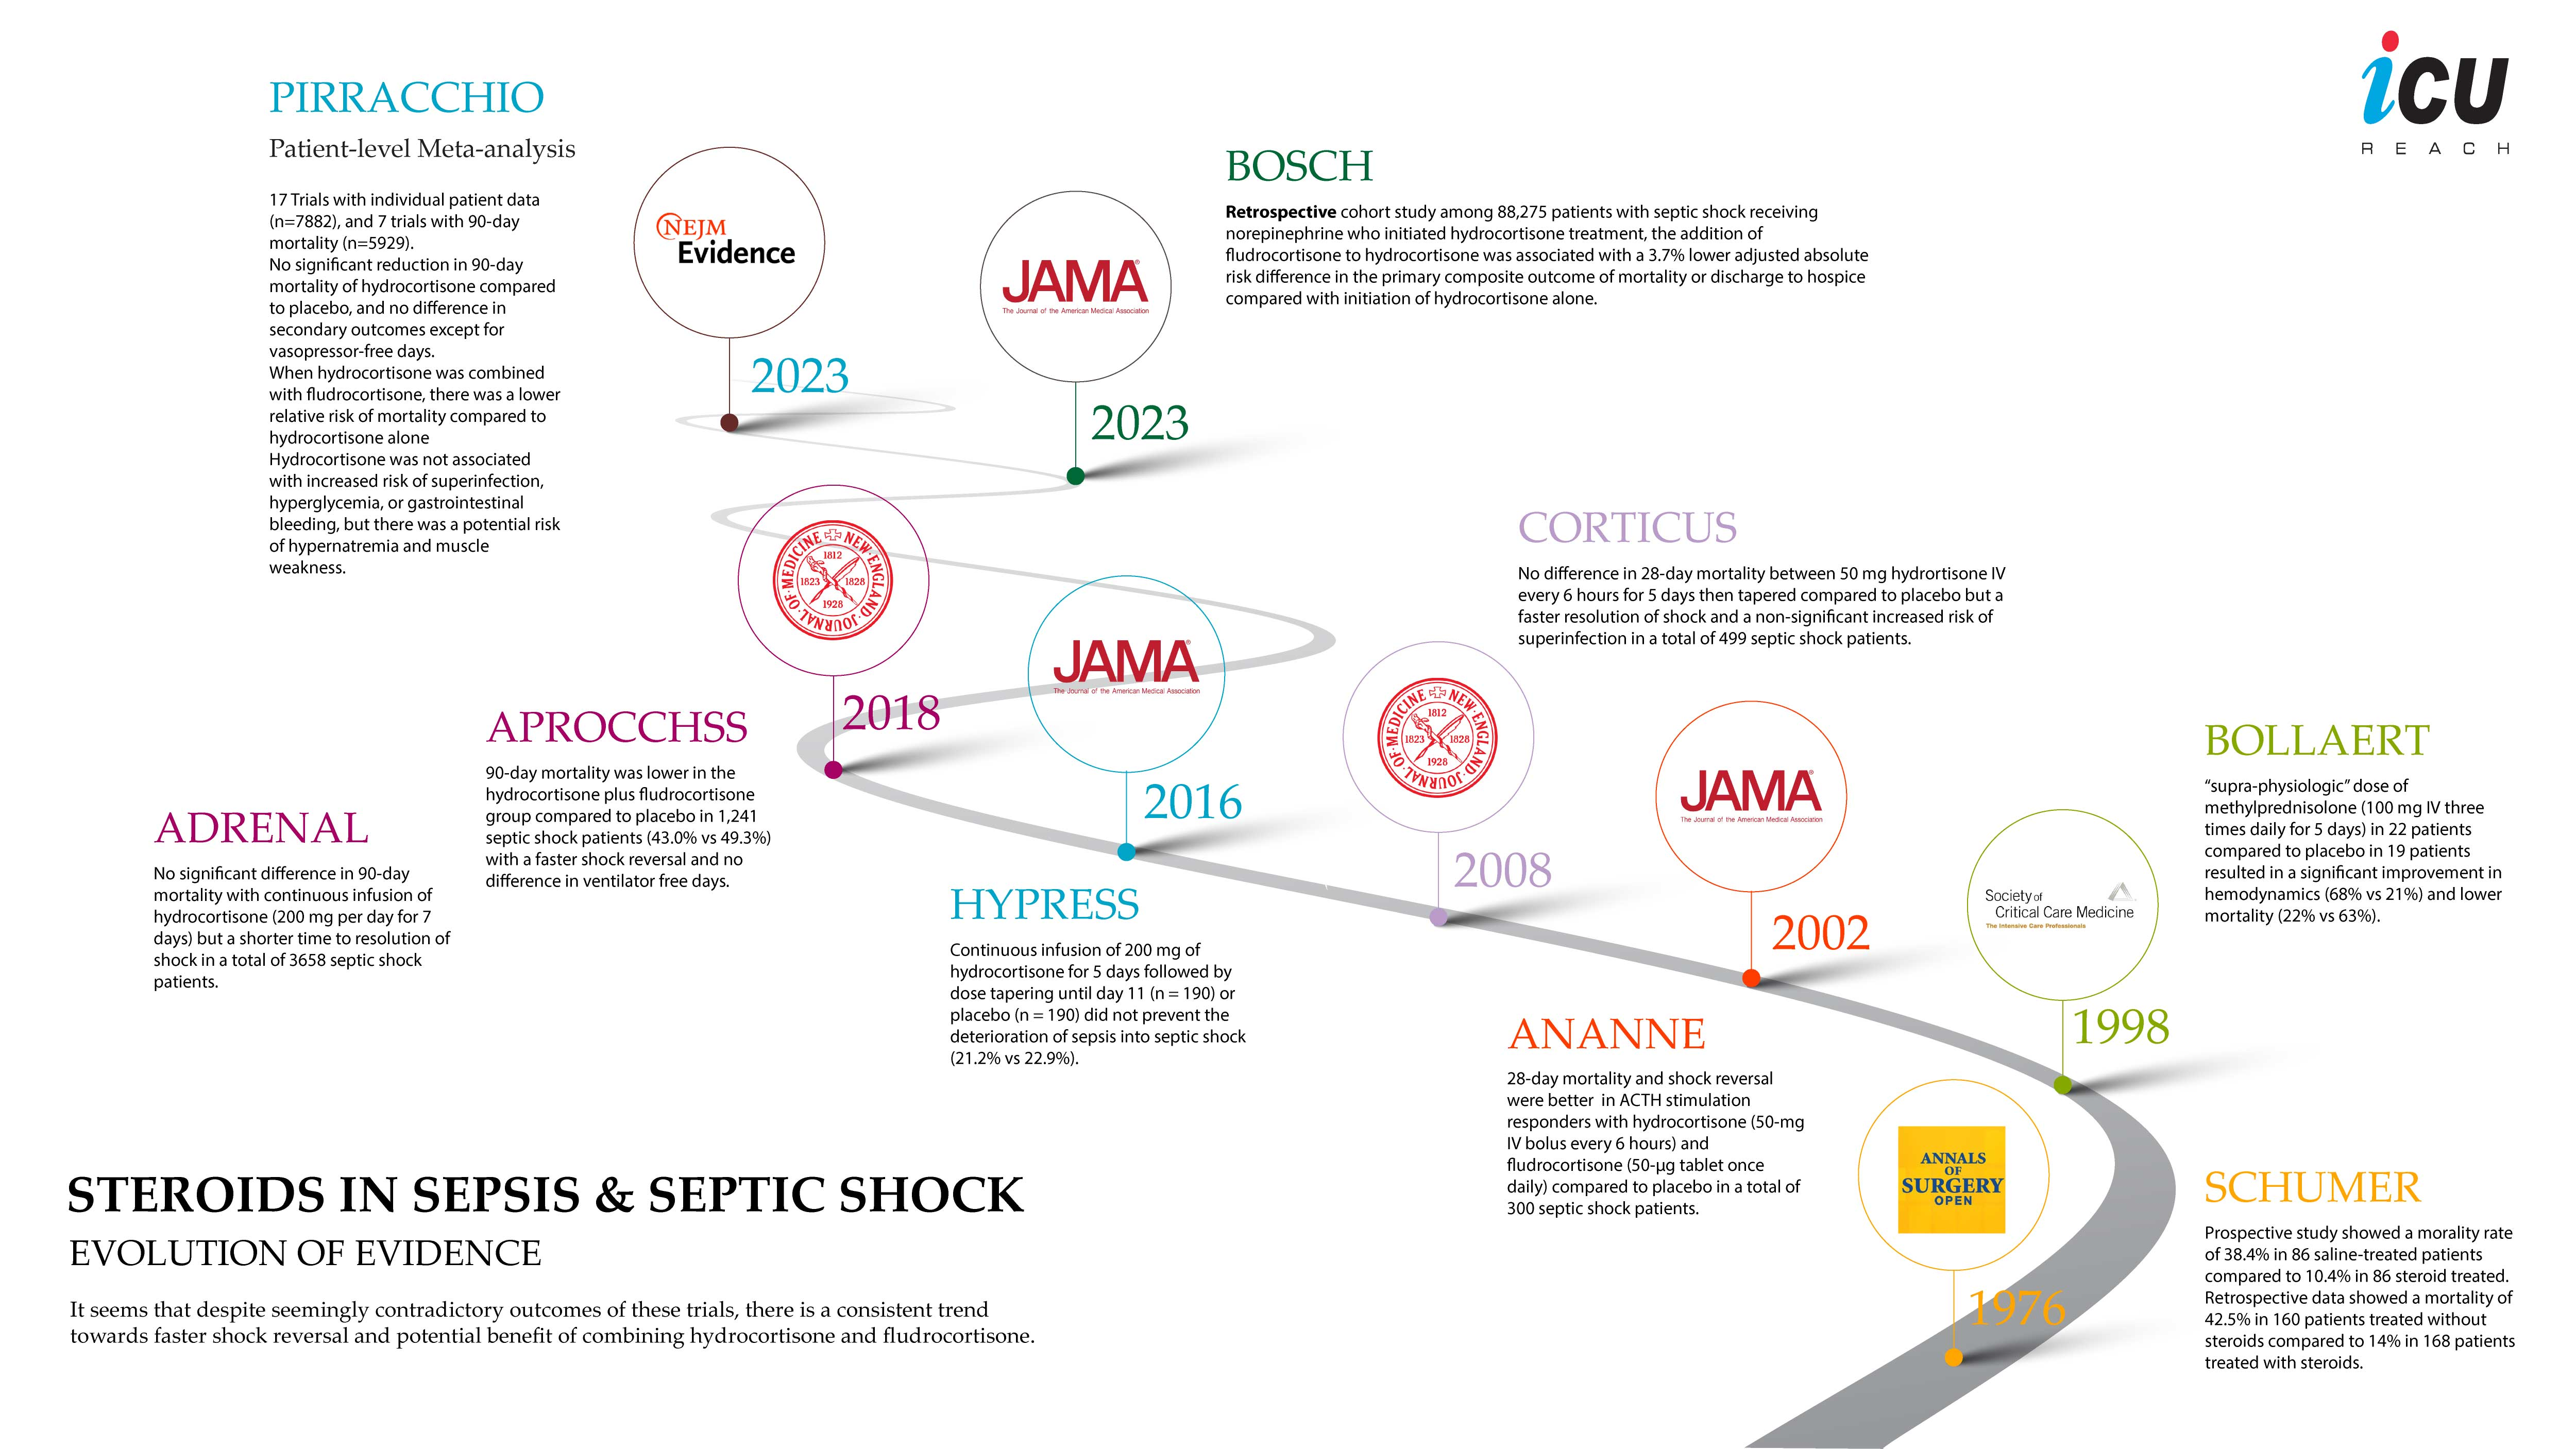 PIRRACCHIO
Patient-level Meta-analysis
17 Trials with individual patient data
(n=7882), and 7 trials with 90-day
mortality (n=5929).
No significant reduction in 90-day
mortality of hydrocortisone compared
to placebo, and no difference in
secondary outcomes except for
vasopressor-free days.
When hydrocortisone was combined
with fludrocortisone, there was a lower
relative risk of mortality compared to
hydrocortisone alone
Hydrocortisone was not associated
with increased risk of superinfection,
hyperglycemia, or gastrointestinal
bleeding, but there was a potential risk
of hypernatremia and muscle
weakness.
NEJM
Evidence
2023
JAMA®
The Journal of the American Medical Association
2023
BOSCH
Retrospective cohort study among 88,275 patients with septic shock receiving
norepinephrine who initiated hydrocortisone treatment, the addition of
fludrocortisone to hydrocortisone was associated with a 3.7% lower adjusted absolute
risk difference in the primary composite outcome of mortality or discharge to hospice
compared with initiation of hydrocortisone alone.
iCU
REACH
NEW·ENGLAND·JOURNAL·OF·MEDICINE
1812
1823 1828
1928
2018
APROCCHSS
90-day mortality was lower in the
hydrocortisone plus fludrocortisone
group compared to placebo in 1,241
septic shock patients (43.0% vs 49.3%)
with a faster shock reversal and no
difference in ventilator free days.
ADRENAL
No significant difference in 90-day
mortality with continuous infusion of
hydrocortisone (200 mg per day for 7
days) but a shorter time to resolution of
shock in a total of 3658 septic shock
patients.
JAMA®
The Journal of the American Medical Association
2016
HYPRESS
Continuous infusion of 200 mg of
hydrocortisone for 5 days followed by
dose tapering until day 11 (n = 190) or
placebo (n = 190) did not prevent the
deterioration of sepsis into septic shock
(21.2% vs 22.9%).
CORTICUS
No difference in 28-day mortality between 50 mg hydrortisone IV
every 6 hours for 5 days then tapered compared to placebo but a
faster resolution of shock and a non-significant increased risk of
superinfection in a total of 499 septic shock patients.
NEW·ENGLAND·JOURNAL·OF·MEDICINE
1812
1823 1828
1928
2008
JAMA®
The Journal of the American Medical Association
2002
ANANNE
28-day mortality and shock reversal
were better in ACTH stimulation
responders with hydrocortisone (50-mg
IV bolus every 6 hours) and
fludrocortisone (50-μg tablet once
daily) compared to placebo in a total of
300 septic shock patients.
BOLLAERT
“supra-physiologic” dose of
methylprednisolone (100 mg IV three
times daily for 5 days) in 22 patients
compared to placebo in 19 patients
resulted in a significant improvement in
hemodynamics (68% vs 21%) and lower
mortality (22% vs 63%).
Society of
Critical Care Medicine
The Intensive Care Professionals
1998
ANNALS
OF
SURGERY
OPEN
1976
SCHUMER
Prospective study showed a morality rate
of 38.4% in 86 saline-treated patients
compared to 10.4% in 86 steroid treated.
Retrospective data showed a mortality of
42.5% in 160 patients treated without
steroids compared to 14% in 168 patients
treated with steroids.
STEROIDS IN SEPSIS & SEPTIC SHOCK
EVOLUTION OF EVIDENCE
It seems that despite seemingly contradictory outcomes of these trials, there is a consistent trend
towards faster shock reversal and potential benefit of combining hydrocortisone and fludrocortisone.